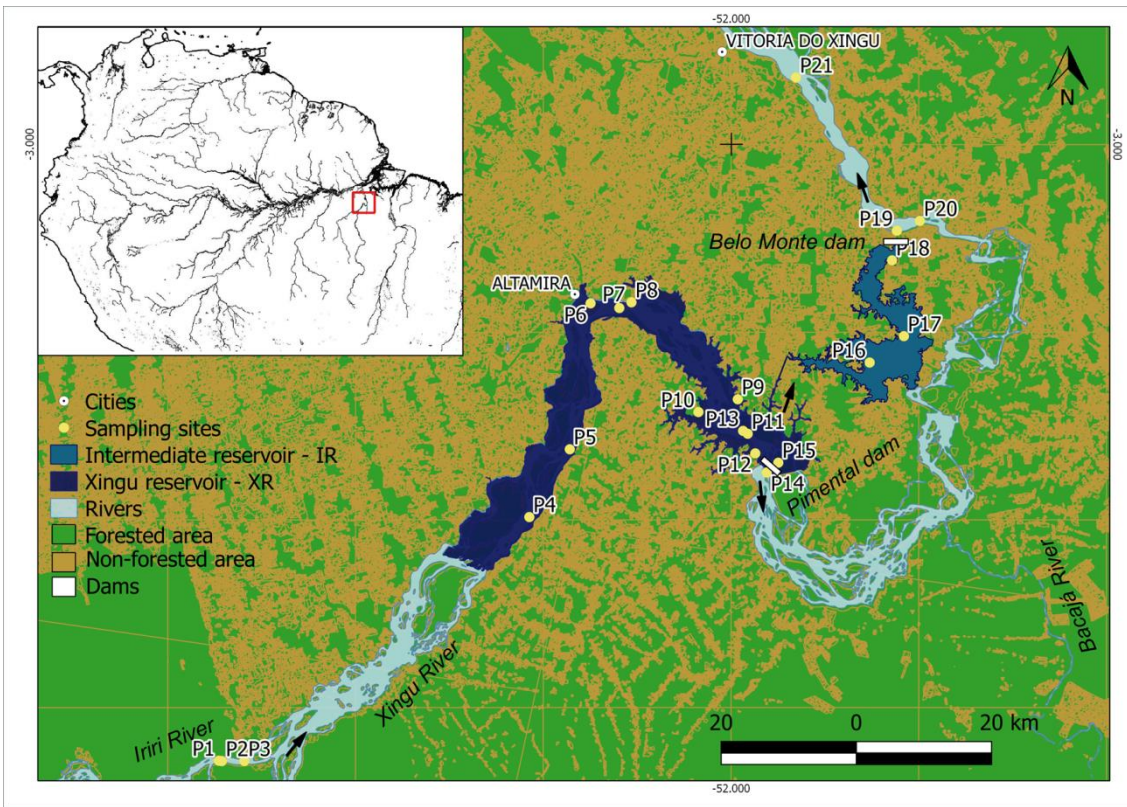 -52.000
VITORIA DO XINGU
P21
N
-3.000
-3.000
P20
P19
Belo Monte dam
P18
ALTAMIRA
P8
P7
P6
P17
P16
P9
P10
P13
P11
P15
P12
P14
Pimental dam
P5
P4
Cities
Sampling sites
Intermediate reservoir - IR
Xingu reservoir - XR
Rivers
Forested area
Non-forested area
Dams
Bacajá River
Xingu River
Iriri River
P1
P2P3
20 0 20 km
-52.000